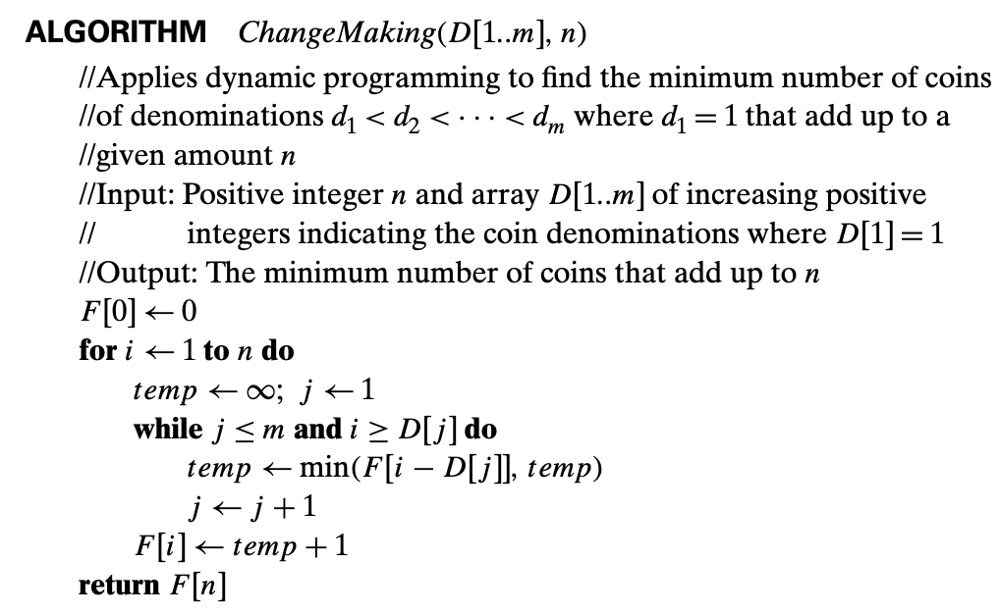 ALGORITHM ChangeMaking(D[1..m], n)
//Applies dynamic programming to find the minimum number of coins
//of denominations d₁ < d₂ < · · · < dₘ where d₁ = 1 that add up to a
//given amount n
//Input: Positive integer n and array D[1..m] of increasing positive
// integers indicating the coin denominations where D[1] = 1
//Output: The minimum number of coins that add up to n
F[0] ← 0
for i ← 1 to n do
temp ← ∞; j ← 1
while j ≤ m and i ≥ D[j] do
temp ← min(F[i − D[j]], temp)
j ← j + 1
F[i] ← temp + 1
return F[n]